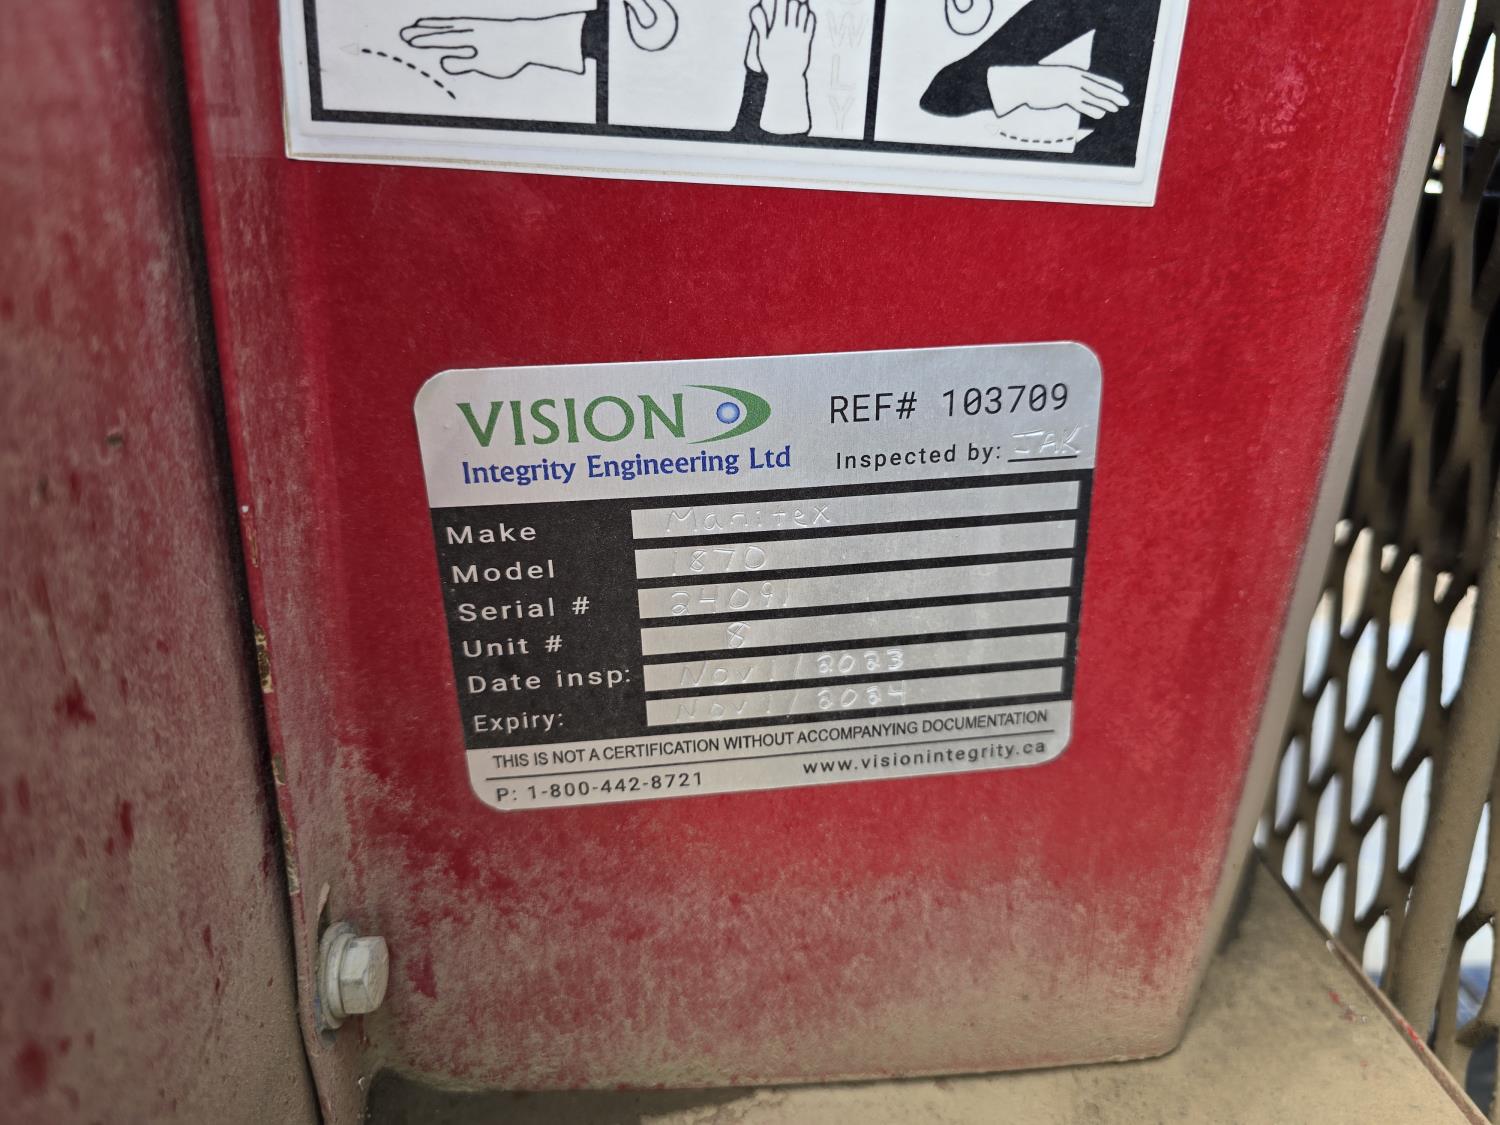 OWLY
VISION
Integrity Engineering Ltd
REF# 103709
Inspected by: JAK
Make Manitex
Model 1870
Serial # 24091
Unit # 8
Date insp: Nov 1/2023
Expiry: Nov 1/2024
THIS IS NOT A CERTIFICATION WITHOUT ACCOMPANYING DOCUMENTATION
P: 1-800-442-8721
www.visionintegrity.ca